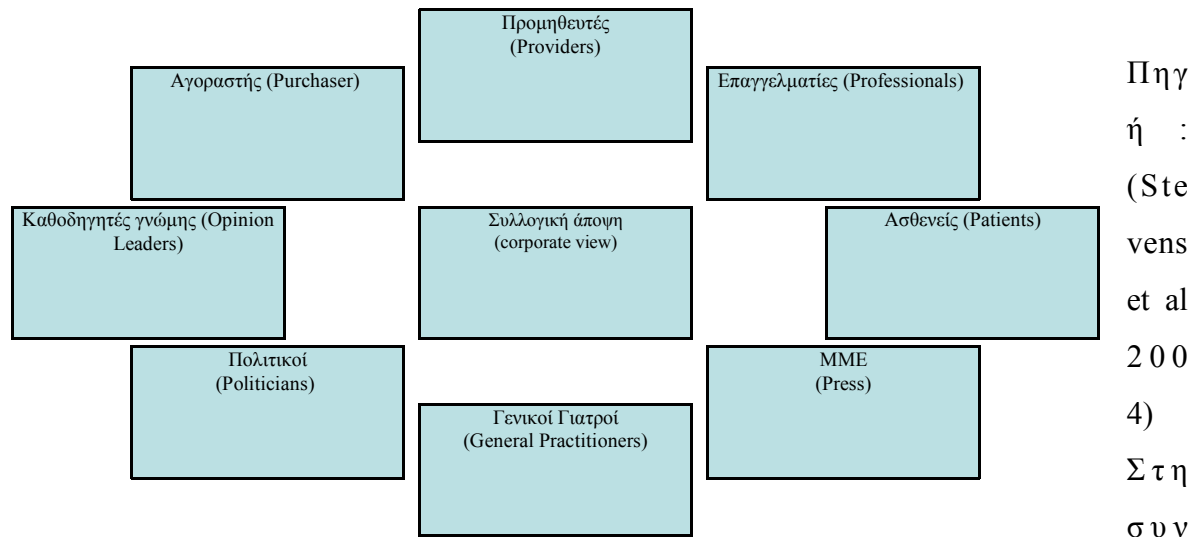 Προμηθευτές
(Providers)
Αγοραστής (Purchaser)
Επαγγελματίες (Professionals)
Καθοδηγητές γνώμης (Opinion
Leaders)
Συλλογική άποψη
(corporate view)
Ασθενείς (Patients)
Πολιτικοί
(Politicians)
ΜΜΕ
(Press)
Γενικοί Γιατροί
(General Practitioners)
Πηγ
ή :
(Ste
vens
et al
200
4)
Στη
συν